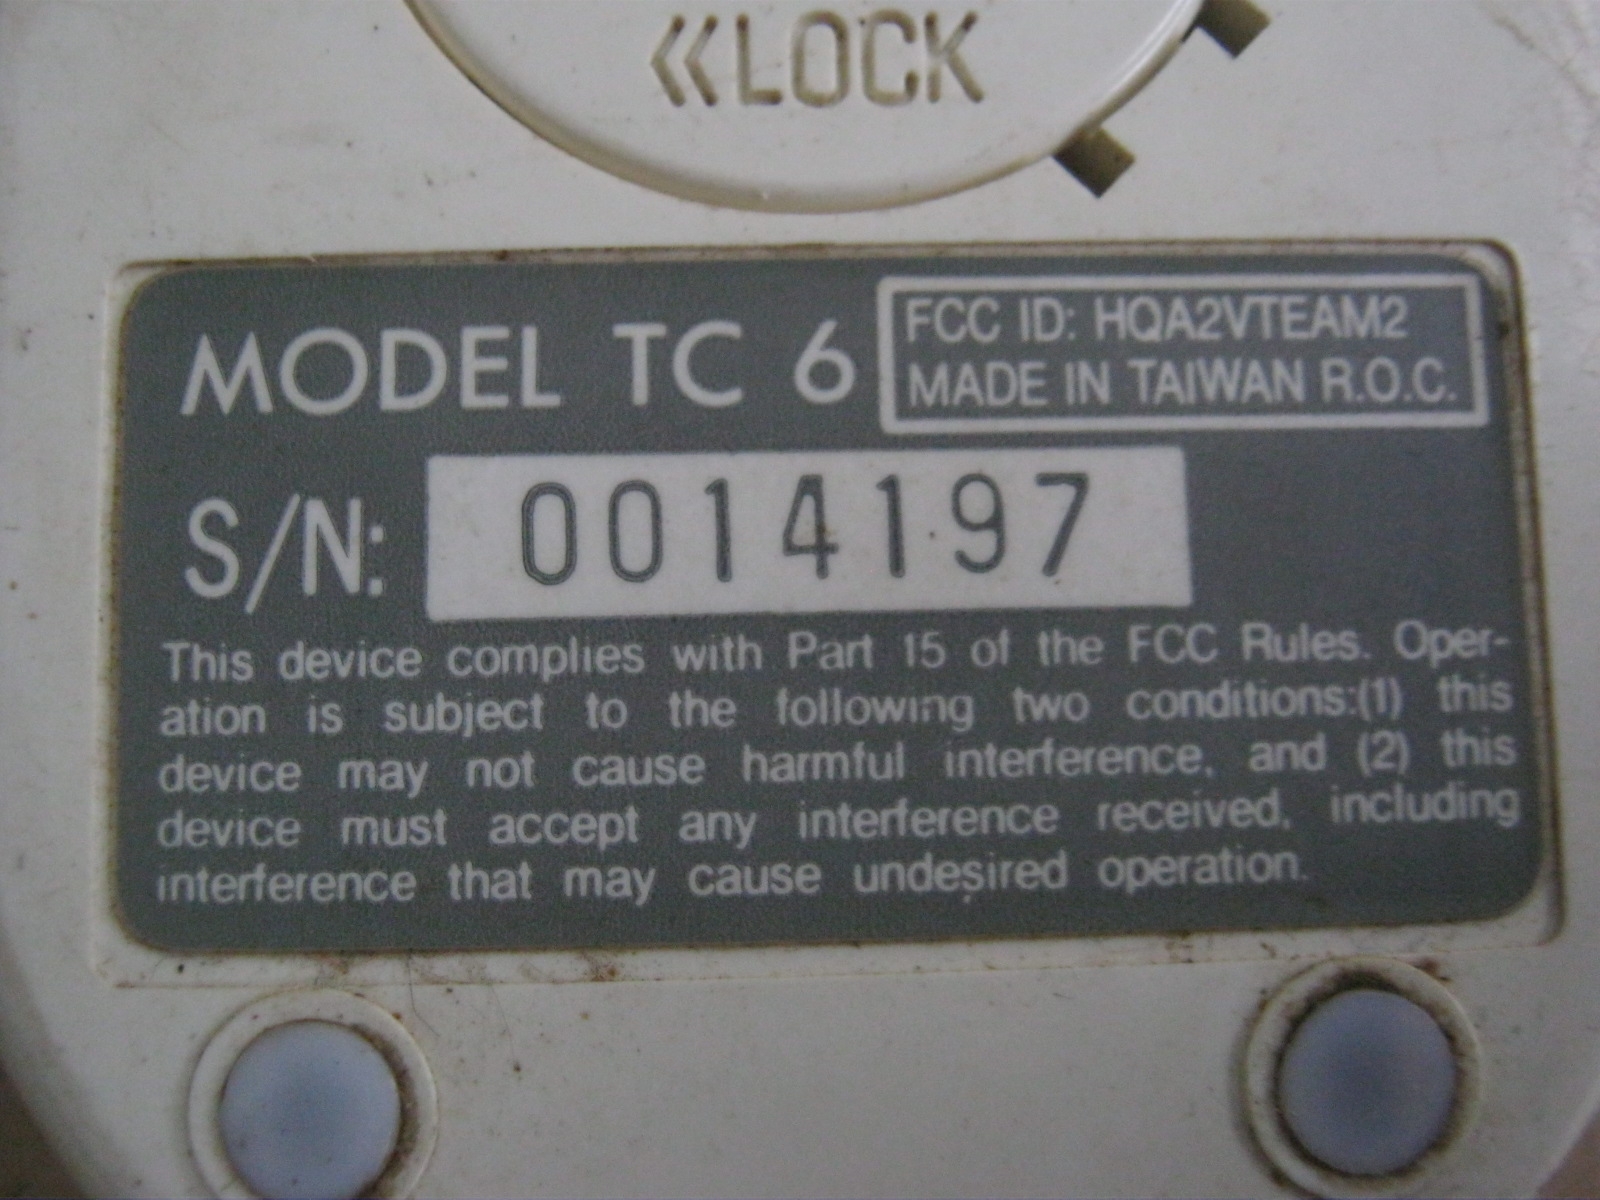 «LOCK
MODEL TC 6
FCC ID: HQA2VTEAM2
MADE IN TAIWAN R.O.C.
S/N: 0014197
This device complies with Part 15 of the FCC Rules. Oper-
ation is subject to the following two conditions:(1) this
device may not cause harmful interference, and (2) this
device must accept any interference received, including
interference that may cause undesired operation.